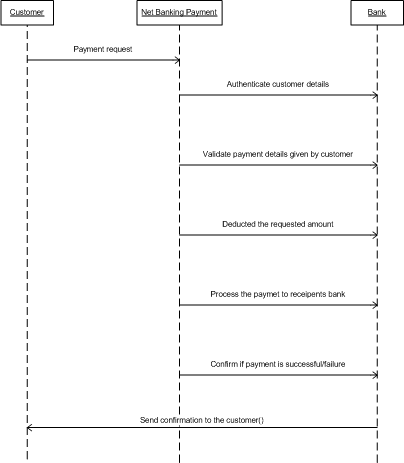 Customer
Net Banking Payment
Bank
Payment request
Authenticate customer details
Validate payment details given by customer
Deducted the requested amount
Process the paymet to receipents bank
Confirm if payment is successful/failure
Send confirmation to the customer()